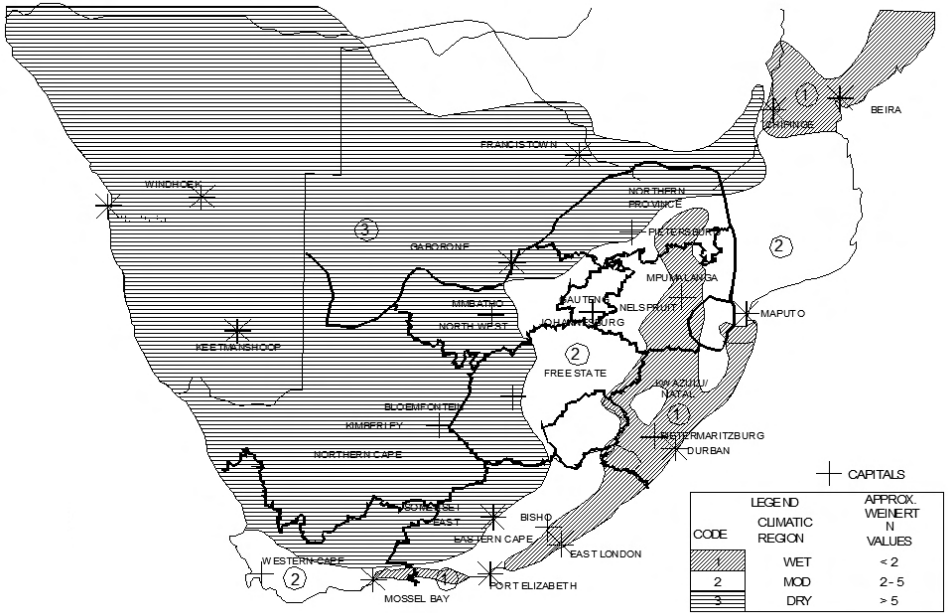 1
BEIRA
CHIPINGE
FRANCISTOWN
WINDHOEK
NORTHERN
PROVINCE
3
PIETERSBURG
2
GABORONE
MPUMALANGA
GAUTENG
NELSPRUIT
MMBATHO
MAPUTO
NORTH WEST
JOHANNESBURG
KEETMANSHOOP
2
FREE STATE
KWAZULU/
NATAL
BLOEMFONTEIN
1
KIMBERLEY
PIETERMARITZBURG
DURBAN
NORTHERN CAPE
CAPITALS
SOMERSET
EAST
BISHO
EASTERN CAPE
EAST LONDON
WESTERN CAPE
2
1
PORT ELIZABETH
MOSSEL BAY
LEGEND
CODE
CLIMATIC
REGION
APPROX.
WEINERT
N
VALUES
1 WET < 2
2 MOD 2 - 5
3 DRY > 5